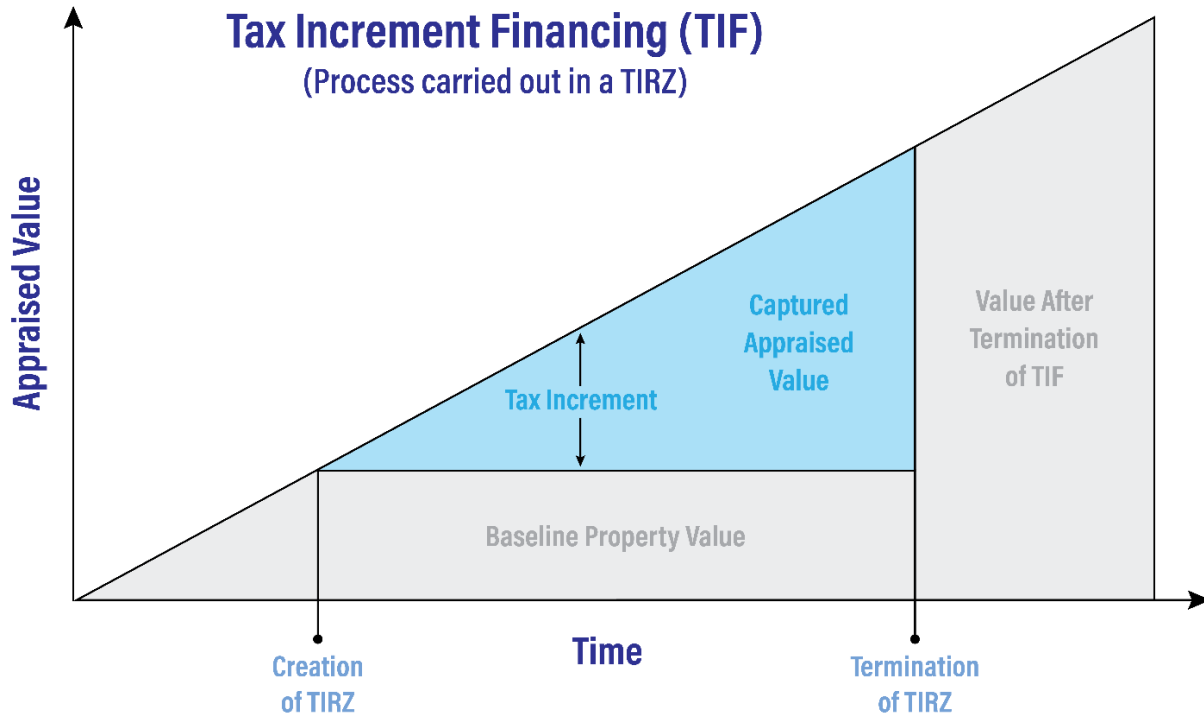 Tax Increment Financing (TIF)
(Process carried out in a TIRZ)
Appraised Value
Captured
Appraised
Value
Value After
Termination
of TIF
Tax Increment
Baseline Property Value
Time
Creation
of TIRZ
Termination
of TIRZ